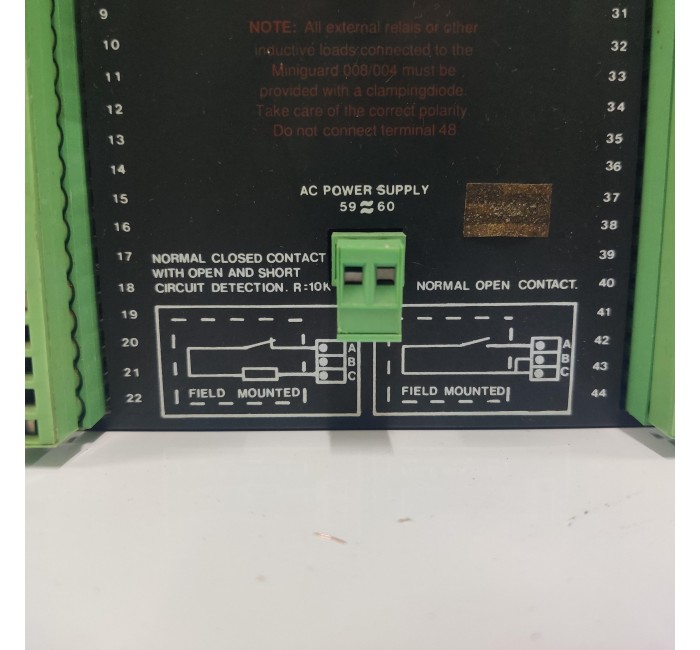 9
10
11
12
13
14
15
16
17
18
19
20
21
22
NOTE: All external relais or other
inductive loads connected to the
Miniguard 008/004 must be
provided with a clampingdiode.
Take care of the correct polarity
Do not connect terminal 48
AC POWER SUPPLY
59 ≈ 60
NORMAL CLOSED CONTACT
WITH OPEN AND SHORT
CIRCUIT DETECTION. R=10K
A
B
C
FIELD MOUNTED
NORMAL OPEN CONTACT.
A
B
C
FIELD MOUNTED
31
32
33
34
35
36
37
38
39
40
41
42
43
44